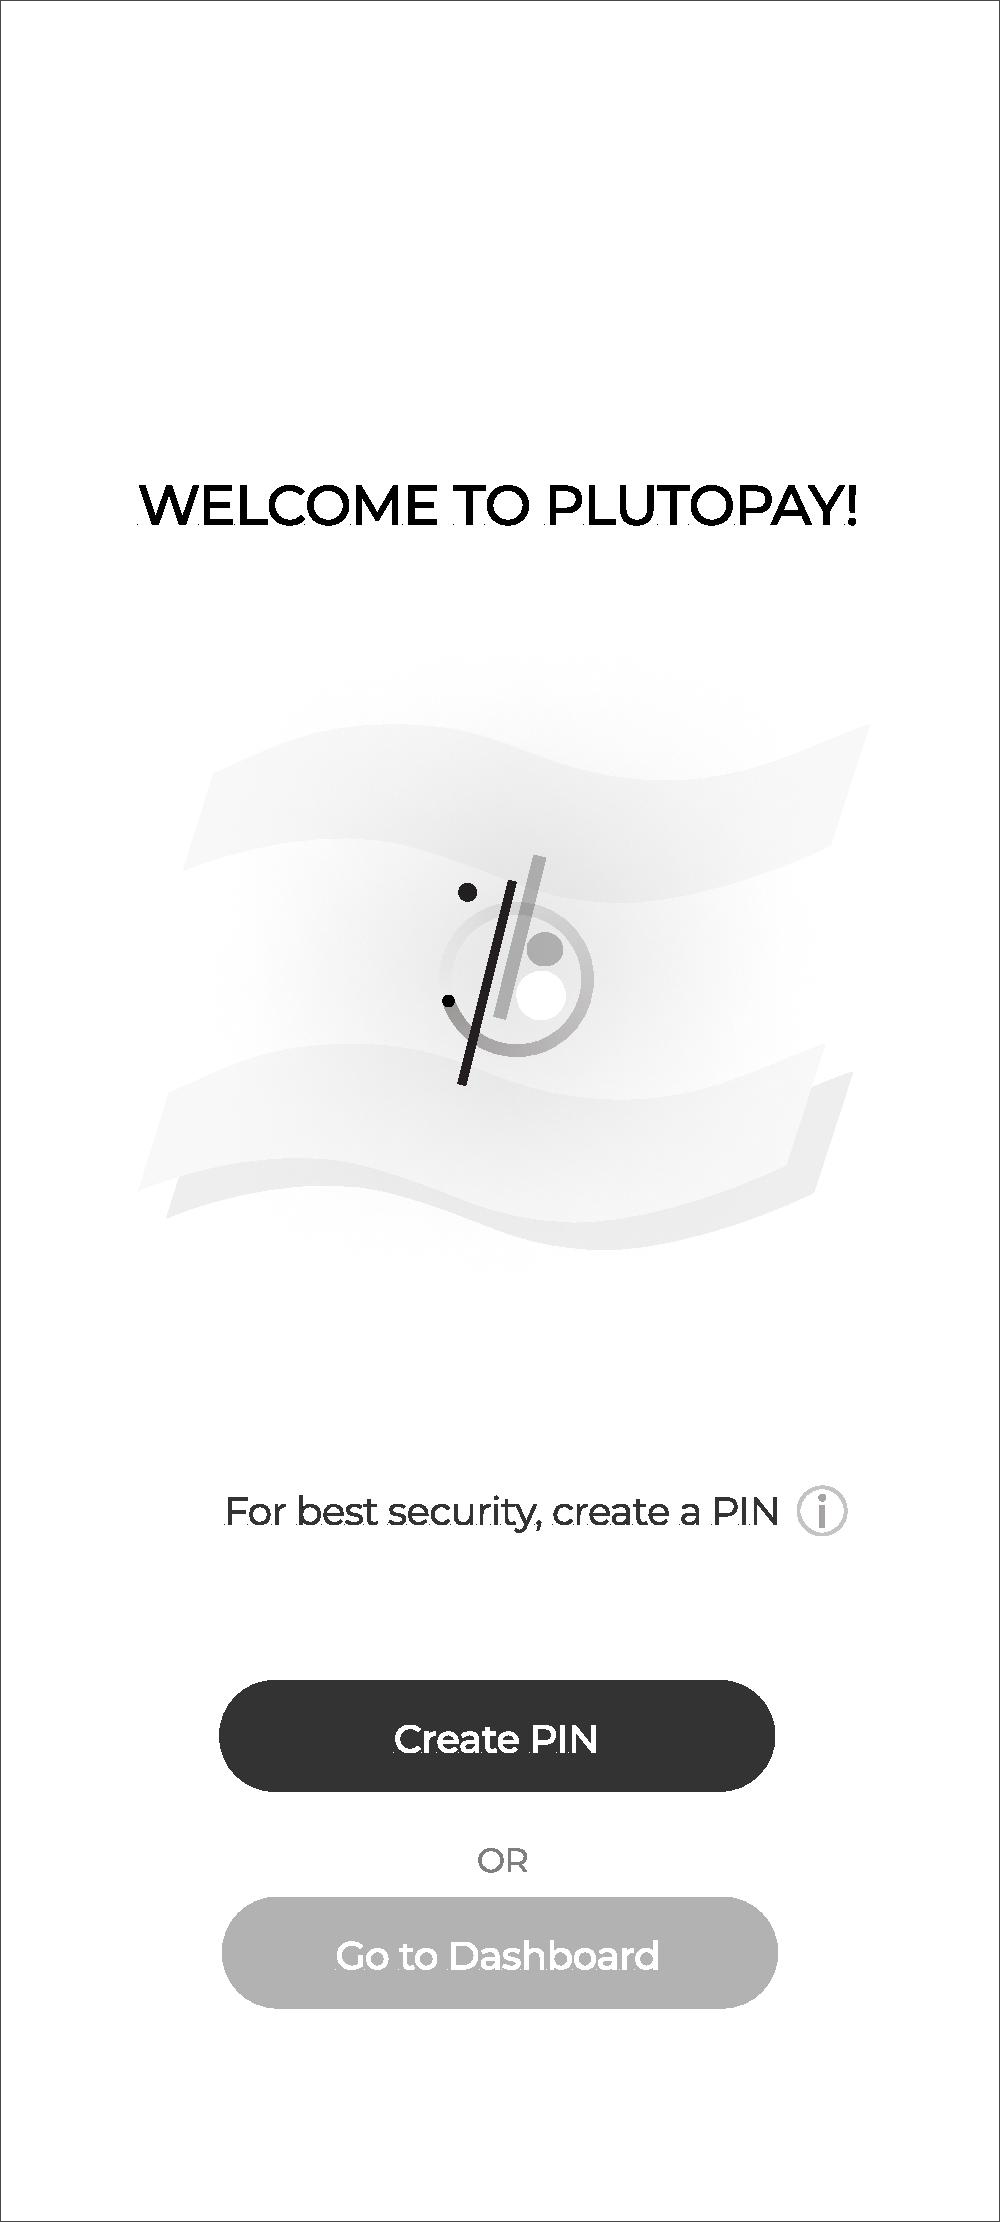 WELCOME TO PLUTOPAY!
For best security, create a PIN i
Create PIN
OR
Go to Dashboard